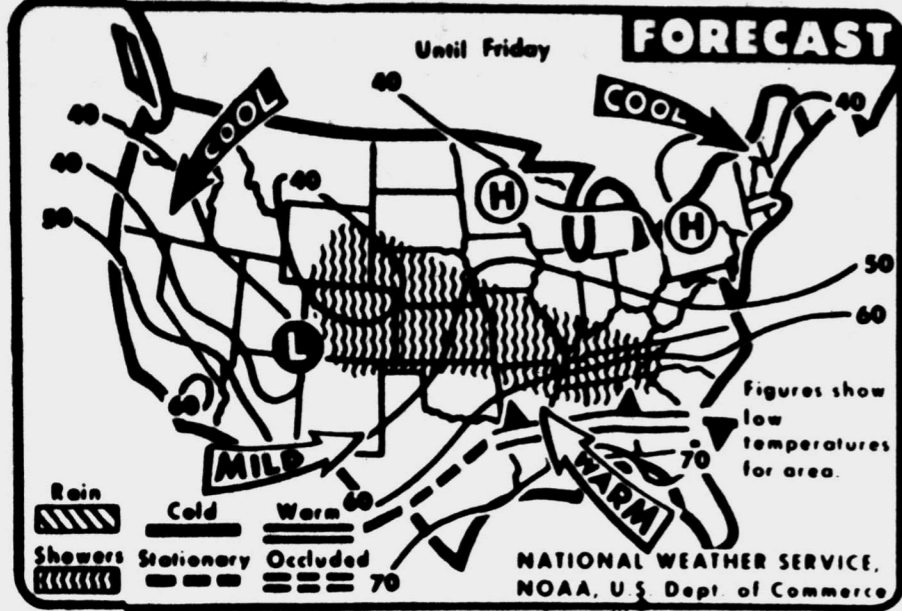 FORECAST
Until Friday
40
COOL
COOL
40
40
40
40
50
H
H
50
60
L
60
Figures show
low
temperatures
for area.
MILD
70
WARM
60
Rain
Cold
Warm
Showers
Stationary
Occluded
70
NATIONAL WEATHER SERVICE,
NOAA, U.S. Dept. of Commerce